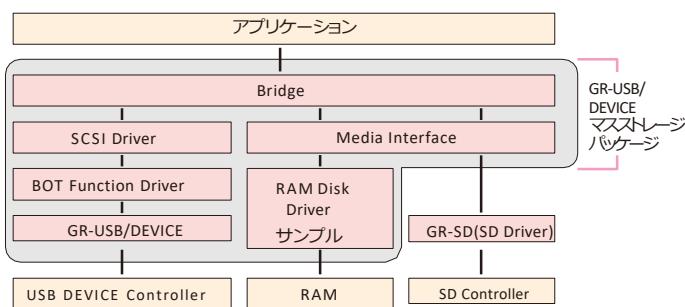 アプリケーション
Bridge
GR-USB/
DEVICE
マスストレージ
パッケージ
SCSI Driver
Media Interface
BOT Function Driver
RAM Disk
Driver
サンプル
GR-USB/DEVICE
GR-SD(SD Driver)
USB DEVICE Controller
RAM
SD Controller